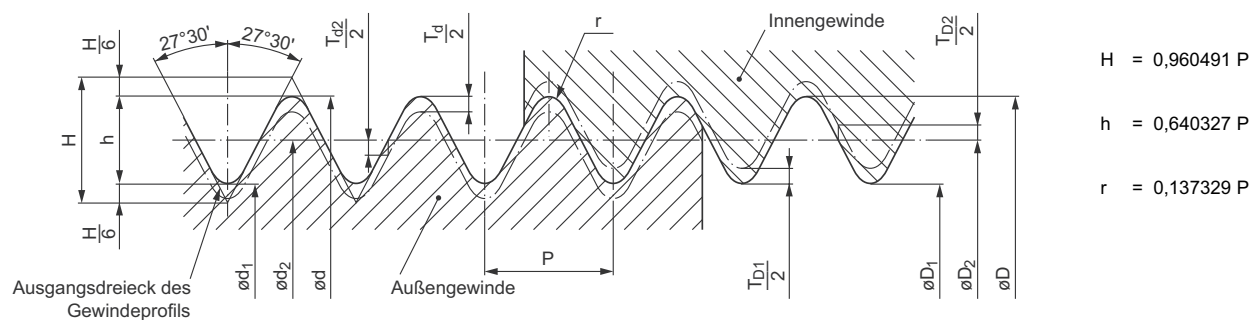 H/6
27°30'
27°30'
T_d2/2
T_d/2
r
Innengewinde
T_D2/2
H
h
H/6
ød₁
ød₂
ød
P
T_D1/2
øD₁
øD₂
øD
Ausgangsdreieck des
Gewindeprofils
Außengewinde
H = 0,960491 P
h = 0,640327 P
r = 0,137329 P